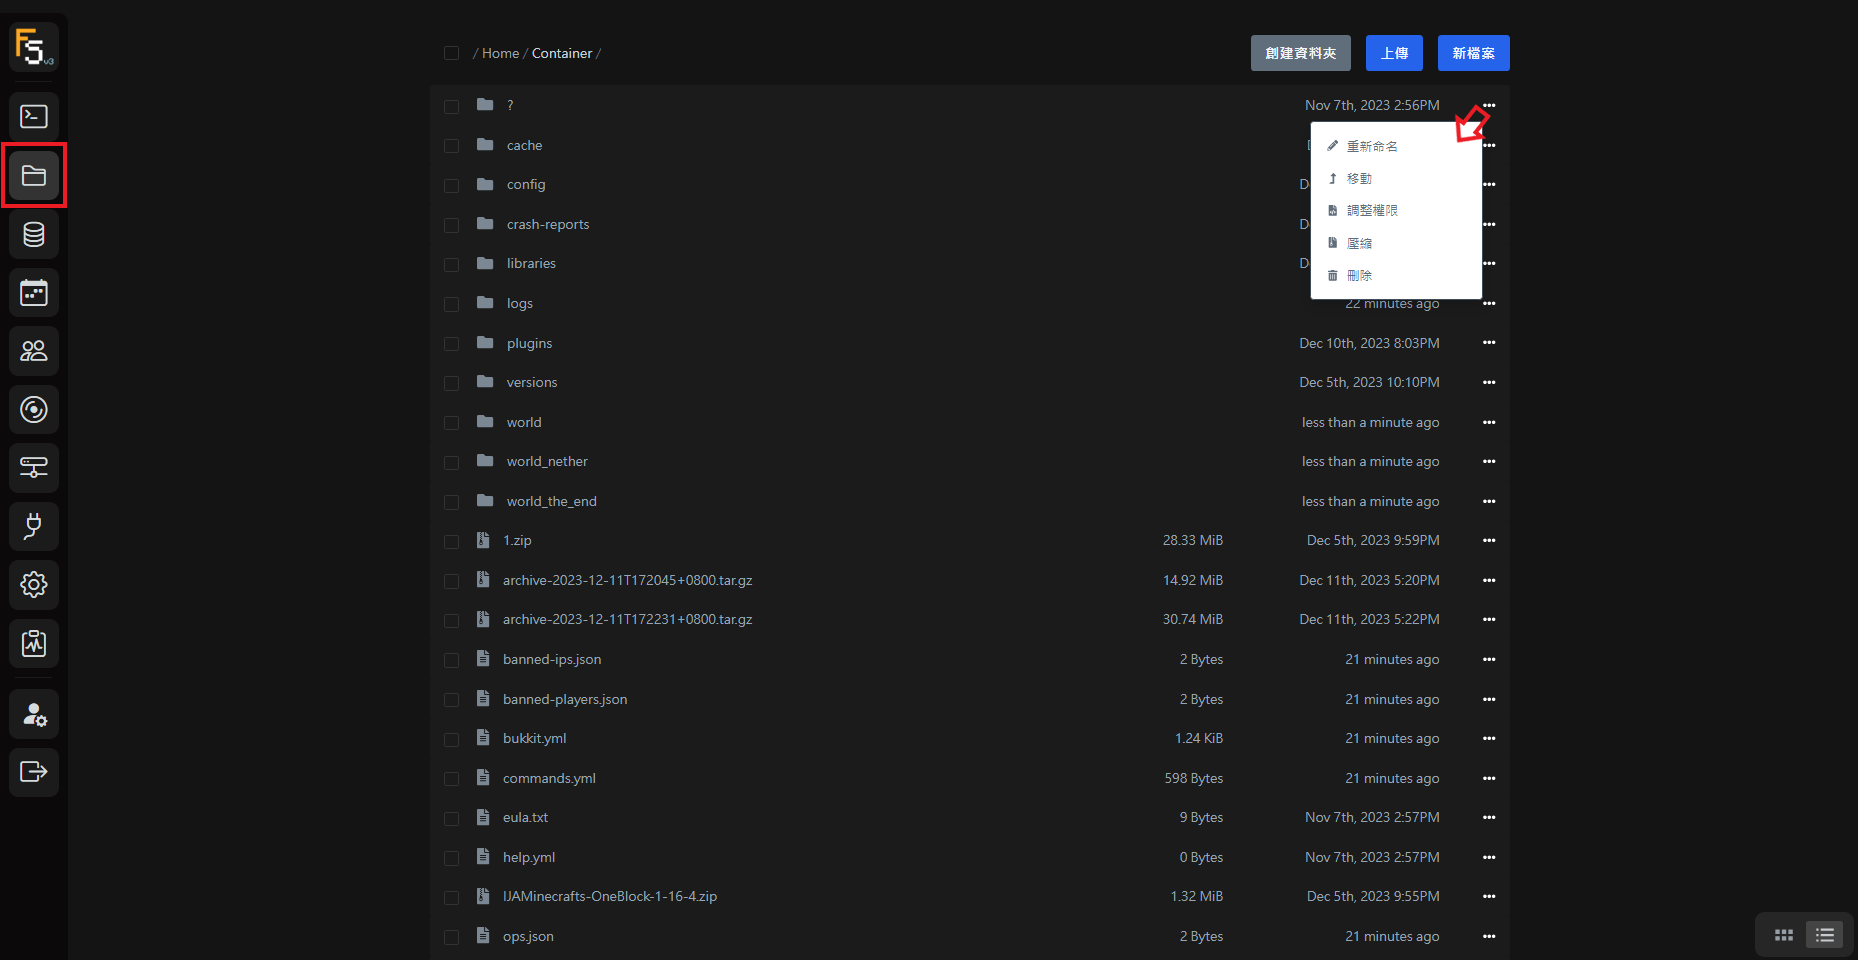 FS v3
/ Home / Container /
創建資料夾 上傳 新檔案
? Nov 7th, 2023 2:56PM
重新命名
移動
調整權限
壓縮
刪除
cache
config
crash-reports
libraries
logs 22 minutes ago
plugins Dec 10th, 2023 8:03PM
versions Dec 5th, 2023 10:10PM
world less than a minute ago
world_nether less than a minute ago
world_the_end less than a minute ago
1.zip 28.33 MiB Dec 5th, 2023 9:59PM
archive-2023-12-11T172045+0800.tar.gz 14.92 MiB Dec 11th, 2023 5:20PM
archive-2023-12-11T172231+0800.tar.gz 30.74 MiB Dec 11th, 2023 5:22PM
banned-ips.json 2 Bytes 21 minutes ago
banned-players.json 2 Bytes 21 minutes ago
bukkit.yml 1.24 KiB 21 minutes ago
commands.yml 598 Bytes 21 minutes ago
eula.txt 9 Bytes Nov 7th, 2023 2:57PM
help.yml 0 Bytes Nov 7th, 2023 2:57PM
IJAMinecrafts-OneBlock-1-16-4.zip 1.32 MiB Dec 5th, 2023 9:55PM
ops.json 2 Bytes 21 minutes ago